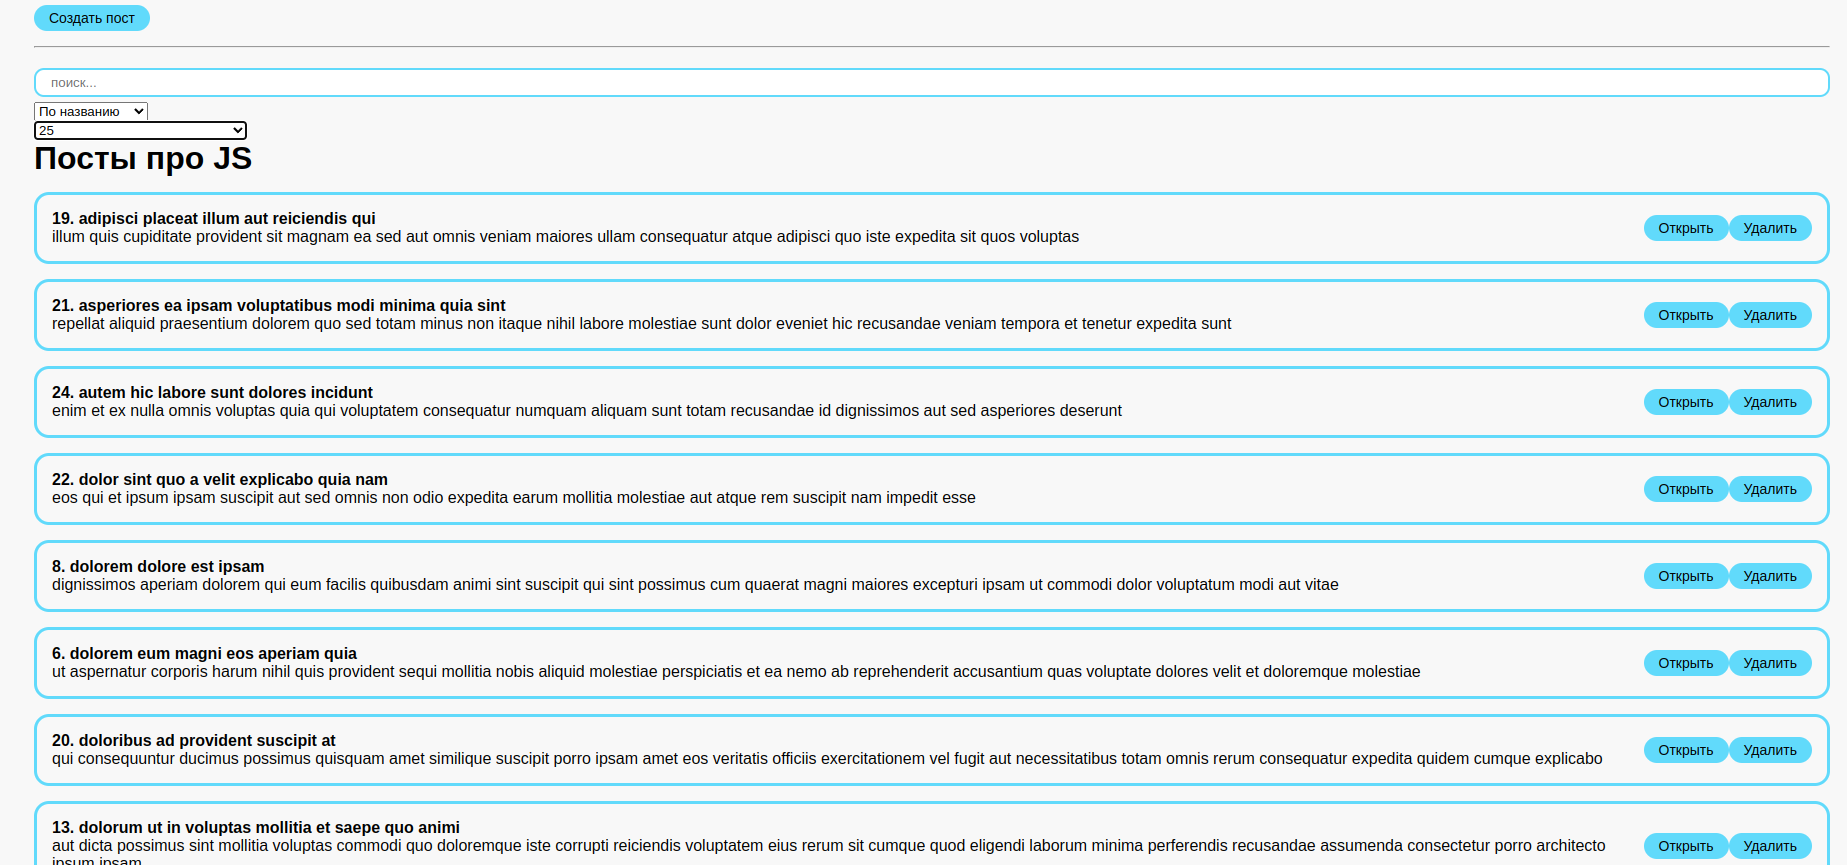 Создать пост
поиск...
По названию
25
Посты про JS
19. adipisci placeat illum aut reiciendis qui
illum quis cupiditate provident sit magnam ea sed aut omnis veniam maiores ullam consequatur atque adipisci quo iste expedita sit quos voluptas
Открыть Удалить
21. asperiores ea ipsam voluptatibus modi minima quia sint
repellat aliquid praesentium dolorem quo sed totam minus non itaque nihil labore molestiae sunt dolor eveniet hic recusandae veniam tempora et tenetur expedita sunt
Открыть Удалить
24. autem hic labore sunt dolores incidunt
enim et ex nulla omnis voluptas quia qui voluptatem consequatur numquam aliquam sunt totam recusandae id dignissimos aut sed asperiores deserunt
Открыть Удалить
22. dolor sint quo a velit explicabo quia nam
eos qui et ipsum ipsam suscipit aut sed omnis non odio expedita earum mollitia molestiae aut atque rem suscipit nam impedit esse
Открыть Удалить
8. dolorem dolore est ipsam
dignissimos aperiam dolorem qui eum facilis quibusdam animi sint suscipit qui sint possimus cum quaerat magni maiores excepturi ipsam ut commodi dolor voluptatum modi aut vitae
Открыть Удалить
6. dolorem eum magni eos aperiam quia
ut aspernatur corporis harum nihil quis provident sequi mollitia nobis aliquid molestiae perspiciatis et ea nemo ab reprehenderit accusantium quas voluptate dolores velit et doloremque molestiae
Открыть Удалить
20. doloribus ad provident suscipit at
qui consequuntur ducimus possimus quisquam amet similique suscipit porro ipsam amet eos veritatis officiis exercitationem vel fugit aut necessitatibus totam omnis rerum consequatur expedita quidem cumque explicabo
Открыть Удалить
13. dolorum ut in voluptas mollitia et saepe quo animi
aut dicta possimus sint mollitia voluptas commodi quo doloremque iste corrupti reiciendis voluptatem eius rerum sit cumque quod eligendi laborum minima perferendis recusandae assumenda consectetur porro architecto
ipsum ipsam
Открыть Удалить